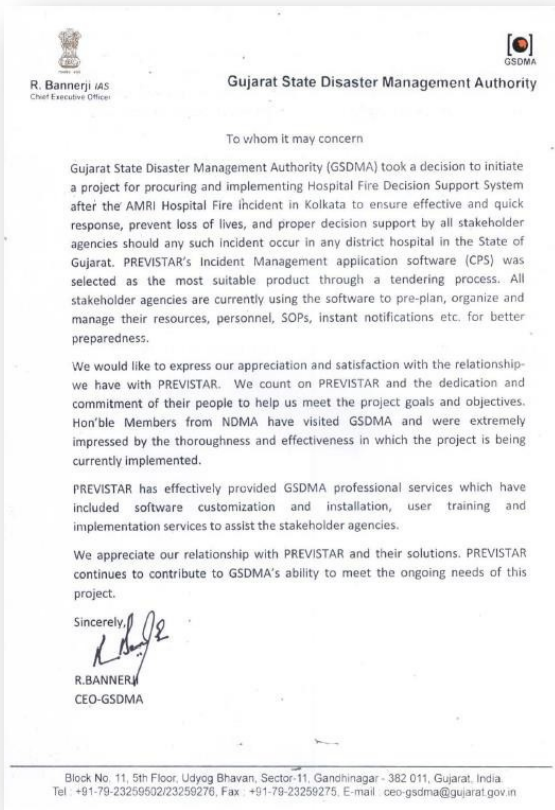 GSDMA
R. Bannerji IAS
Chief Executive Officer
Gujarat State Disaster Management Authority
To whom it may concern
Gujarat State Disaster Management Authority (GSDMA) took a decision to initiate
a project for procuring and implementing Hospital Fire Decision Support System
after the AMRI Hospital Fire incident in Kolkata to ensure effective and quick
response, prevent loss of lives, and proper decision support by all stakeholder
agencies should any such incident occur in any district hospital in the State of
Gujarat. PREVISTAR's Incident Management application software (CPS) was
selected as the most suitable product through a tendering process. All
stakeholder agencies are currently using the software to pre-plan, organize and
manage their resources, personnel, SOPs, instant notifications etc. for better
preparedness.
We would like to express our appreciation and satisfaction with the relationship
we have with PREVISTAR. We count on PREVISTAR and the dedication and
commitment of their people to help us meet the project goals and objectives.
Hon'ble Members from NDMA have visited GSDMA and were extremely
impressed by the thoroughness and effectiveness in which the project is being
currently implemented.
PREVISTAR has effectively provided GSDMA professional services which have
included software customization and installation, user training and
implementation services to assist the stakeholder agencies.
We appreciate our relationship with PREVISTAR and their solutions. PREVISTAR
continues to contribute to GSDMA's ability to meet the ongoing needs of this
project.
Sincerely,
R.BANNERJI
CEO-GSDMA
Block No. 11, 5th Floor, Udyog Bhavan, Sector-11, Gandhinagar - 382 011, Gujarat, India.
Tel : +91-79-23259502/23259276, Fax : +91-79-23259275, E-mail : ceo-gsdma@gujarat.gov.in